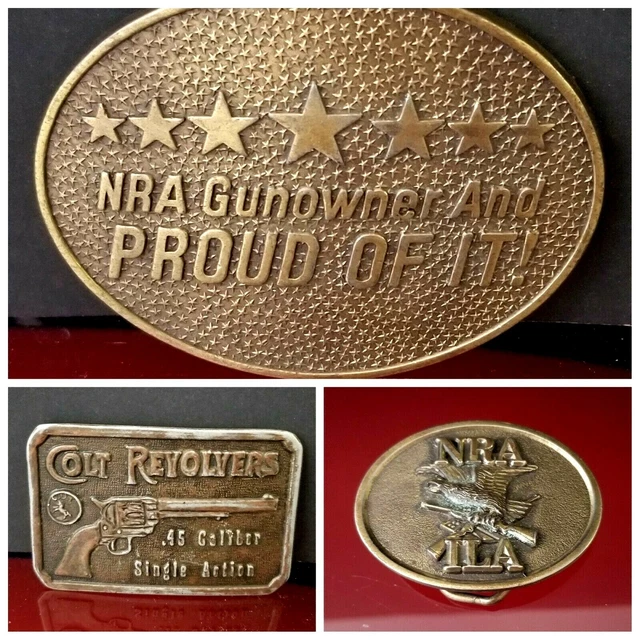 NRA Gunowner And
PROUD OF IT!
COLT REVOLVERS
.45 Caliber
Single Action
NRA
ILA